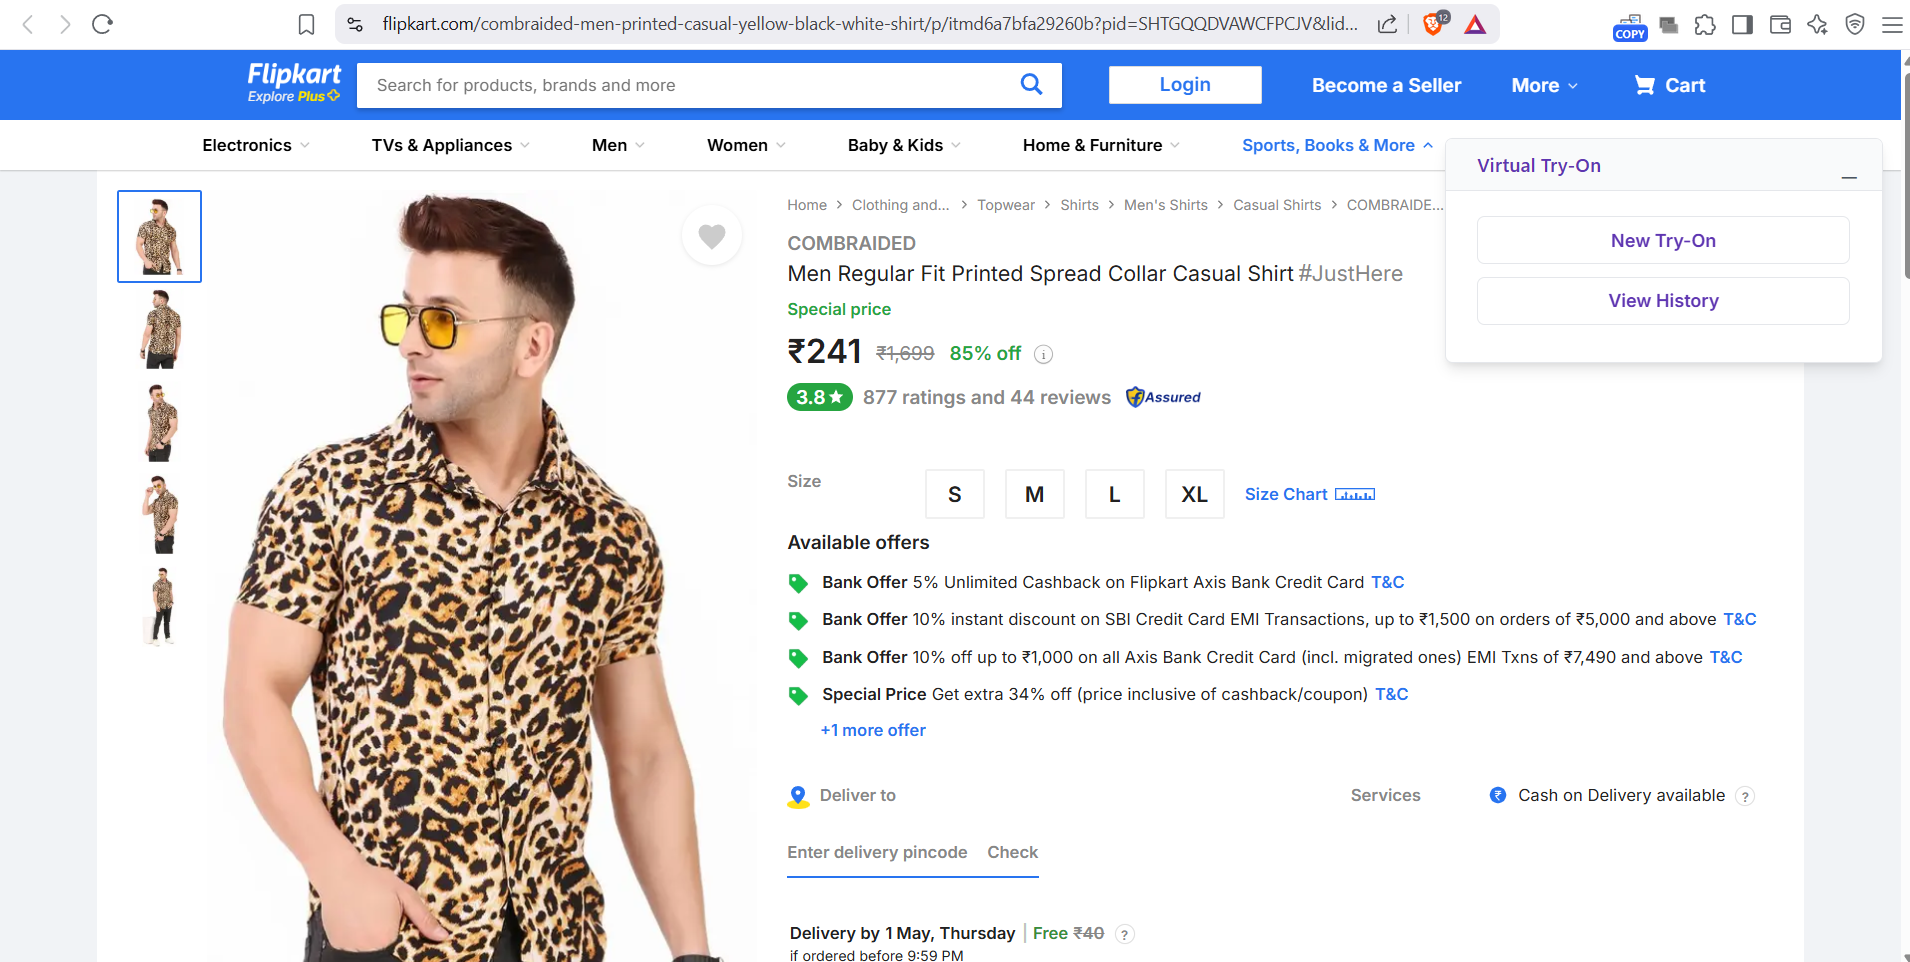 flipkart.com/combraided-men-printed-casual-yellow-black-white-shirt/p/itmd6a7bfa29260b?pid=SHTGQQDVAWCFPCJV&lid...
12
COPY
Flipkart
Explore Plus
Search for products, brands and more
Login
Become a Seller
More
Cart
Electronics
TVs & Appliances
Men
Women
Baby & Kids
Home & Furniture
Sports, Books & More
Virtual Try-On
New Try-On
View History
Home > Clothing and... > Topwear > Shirts > Men's Shirts > Casual Shirts > COMBRAIDE...
COMBRAIDED
Men Regular Fit Printed Spread Collar Casual Shirt #JustHere
Special price
₹241 ₹1,699 85% off i
3.8★ 877 ratings and 44 reviews f Assured
Size
S
M
L
XL
Size Chart
Available offers
Bank Offer 5% Unlimited Cashback on Flipkart Axis Bank Credit Card T&C
Bank Offer 10% instant discount on SBI Credit Card EMI Transactions, up to ₹1,500 on orders of ₹5,000 and above T&C
Bank Offer 10% off up to ₹1,000 on all Axis Bank Credit Card (incl. migrated ones) EMI Txns of ₹7,490 and above T&C
Special Price Get extra 34% off (price inclusive of cashback/coupon) T&C
+1 more offer
Deliver to
Services
₹ Cash on Delivery available ?
Enter delivery pincode Check
Delivery by 1 May, Thursday | Free ₹40 ?
if ordered before 9:59 PM